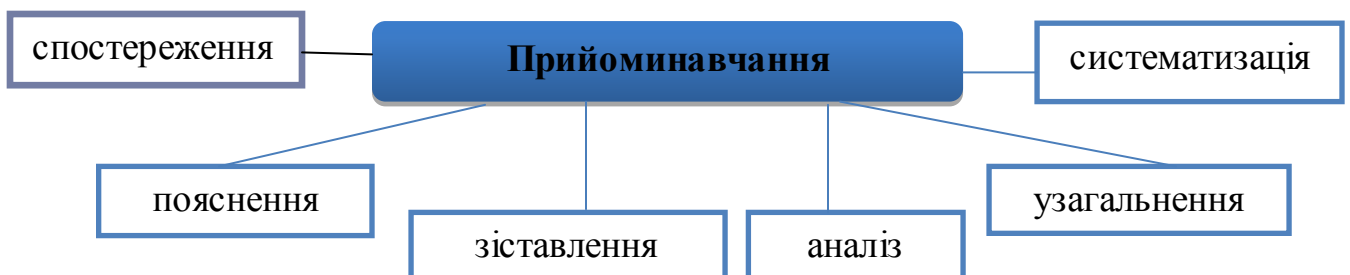 спостереження
Прийоминавчання
систематизація
пояснення
узагальнення
зіставлення
аналіз